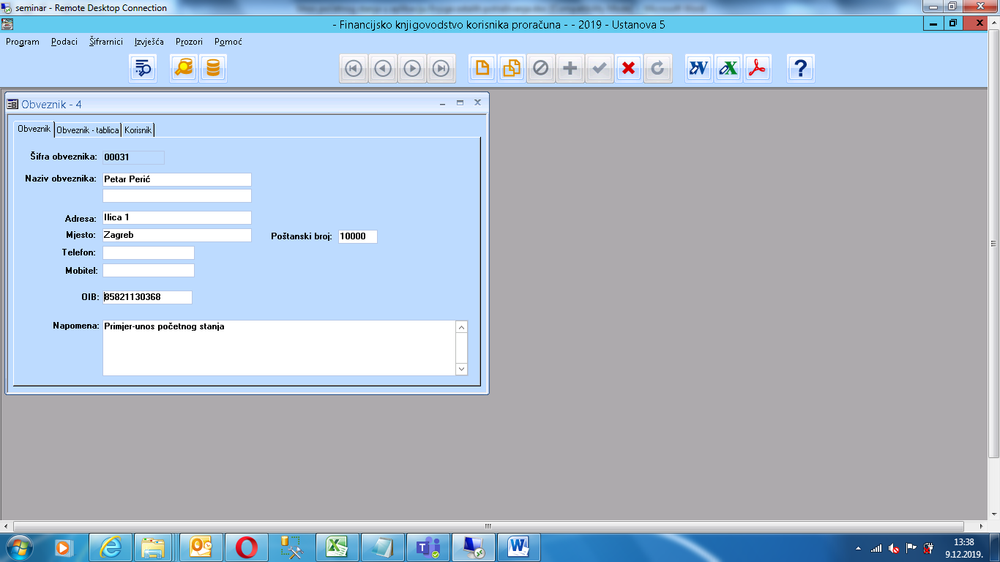 seminar - Remote Desktop Connection
- Financijsko knjigovodstvo korisnika proračuna - - 2019 - Ustanova 5
Program Podaci Šifrarnici Izvješća Prozori Pomoć
Obveznik - 4
Obveznik Obveznik - tablica Korisnik
Šifra obveznika: 00031
Naziv obveznika: Petar Perić
Adresa: Ilica 1
Mjesto: Zagreb Poštanski broj: 10000
Telefon:
Mobitel:
OIB: 85821130368
Napomena: Primjer-unos početnog stanja
13:38
9.12.2019.